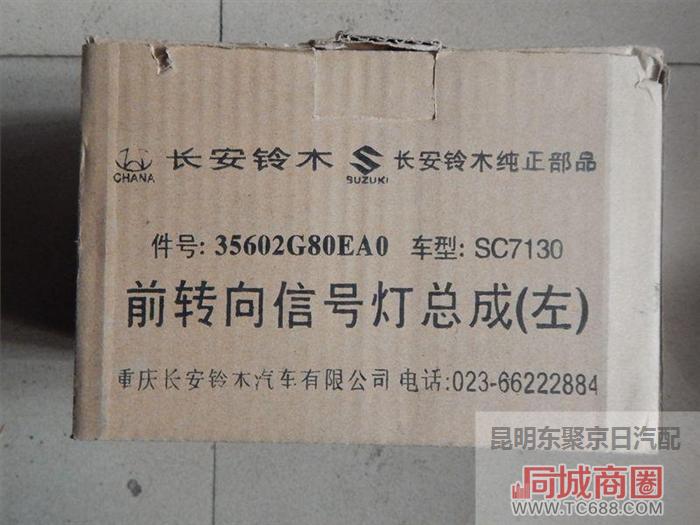 CHANA 长安铃木 SUZUKI 长安铃木纯正部品
件号: 35602G80EA0 车型: SC7130
前转向信号灯总成(左)
重庆长安铃木汽车有限公司 电话:023-66222884
昆明东聚京日汽配
同城商圈
www.TC688.COM